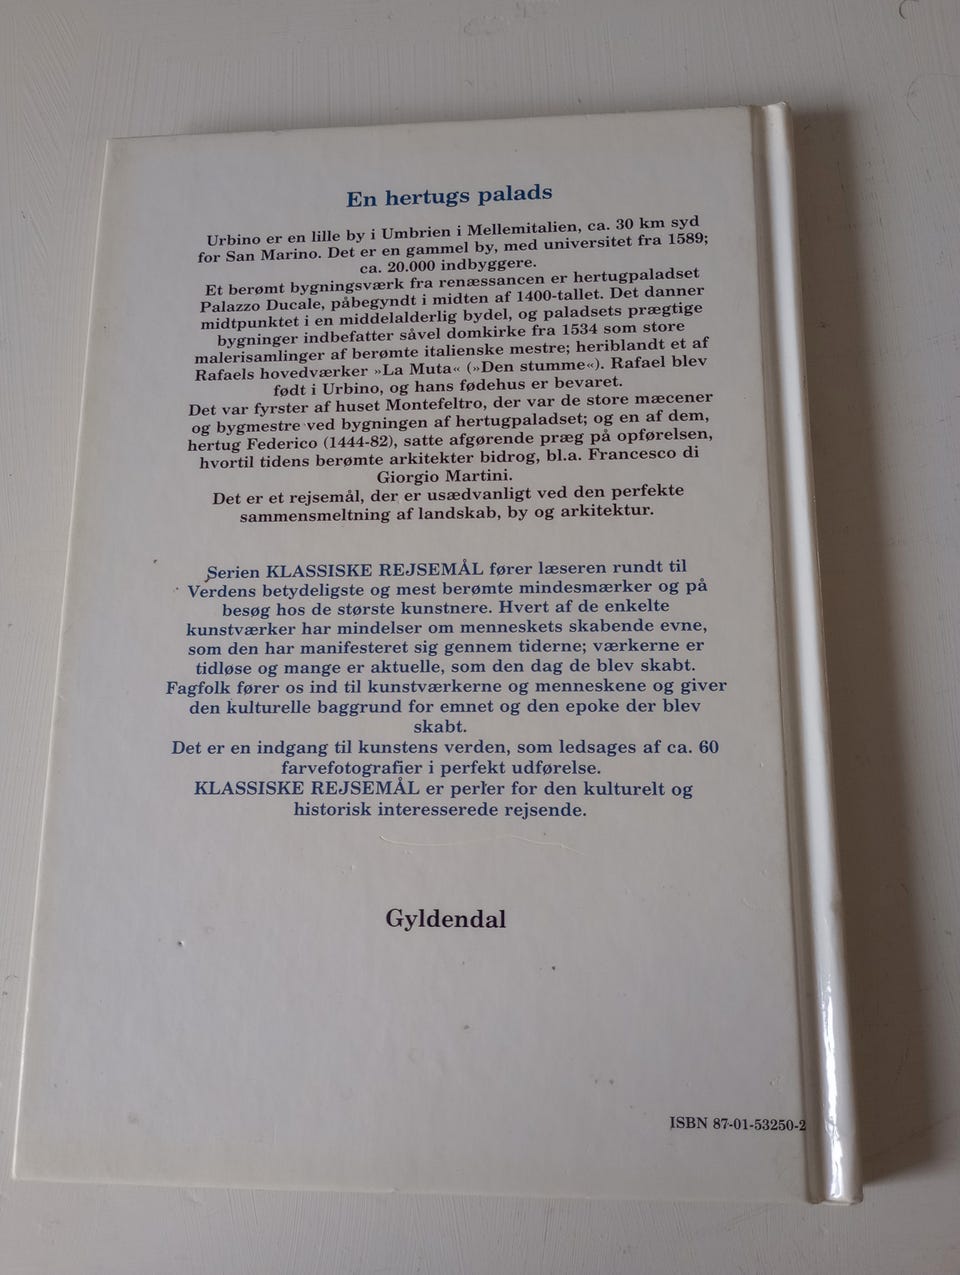 En hertugs palads
Urbino er en lille by i Umbrien i Mellemitalien, ca. 30 km syd
for San Marino. Det er en gammel by, med universitet fra 1589;
ca. 20.000 indbyggere.
Et berømt bygningsværk fra renæssancen er hertugpaladset
Palazzo Ducale, påbegyndt i midten af 1400-tallet. Det danner
midtpunktet i en middelalderlig bydel, og paladsets prægtige
bygninger indbefatter såvel domkirke fra 1534 som store
malerisamlinger af berømte italienske mestre; heriblandt et af
Rafaels hovedværker »La Muta« (»Den stumme«). Rafael blev
født i Urbino, og hans fødehus er bevaret.
Det var fyrster af huset Montefeltro, der var de store mæcener
og bygmestre ved bygningen af hertugpaladset; og en af dem,
hertug Federico (1444-82), satte afgørende præg på opførelsen,
hvortil tidens berømte arkitekter bidrog, bl.a. Francesco di
Giorgio Martini.
Det er et rejsemål, der er usædvanligt ved den perfekte
sammensmeltning af landskab, by og arkitektur.
Serien KLASSISKE REJSEMÅL fører læseren rundt til
Verdens betydeligste og mest berømte mindesmærker og på
besøg hos de største kunstnere. Hvert af de enkelte
kunstværker har mindelser om menneskets skabende evne,
som den har manifesteret sig gennem tiderne; værkerne er
tidløse og mange er aktuelle, som den dag de blev skabt.
Fagfolk fører os ind til kunstværkerne og menneskene og giver
den kulturelle baggrund for emnet og den epoke der blev
skabt.
Det er en indgang til kunstens verden, som ledsages af ca. 60
farvefotografier i perfekt udførelse.
KLASSISKE REJSEMÅL er perler for den kulturelt og
historisk interesserede rejsende.
Gyldendal
ISBN 87-01-53250-2